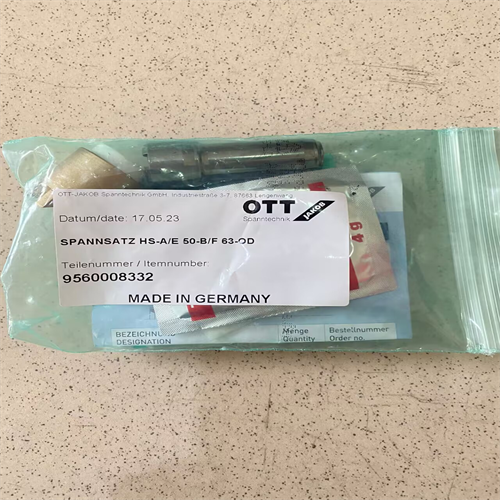 OTT-JAKOB Spanntechnik GmbH, Industriestraße 3-7, 87663 Lengenwang
OTT
JAKOB
Spanntechnik
Datum/date: 17.05.23
SPANNSATZ HS-A/E 50-B/F 63-OD
Teilenummer / Itemnumber:
9560008332
MADE IN GERMANY
49
BEZEICHNUNG
DESIGNATION
Menge
Quantity
Bestellnummer
Order no.